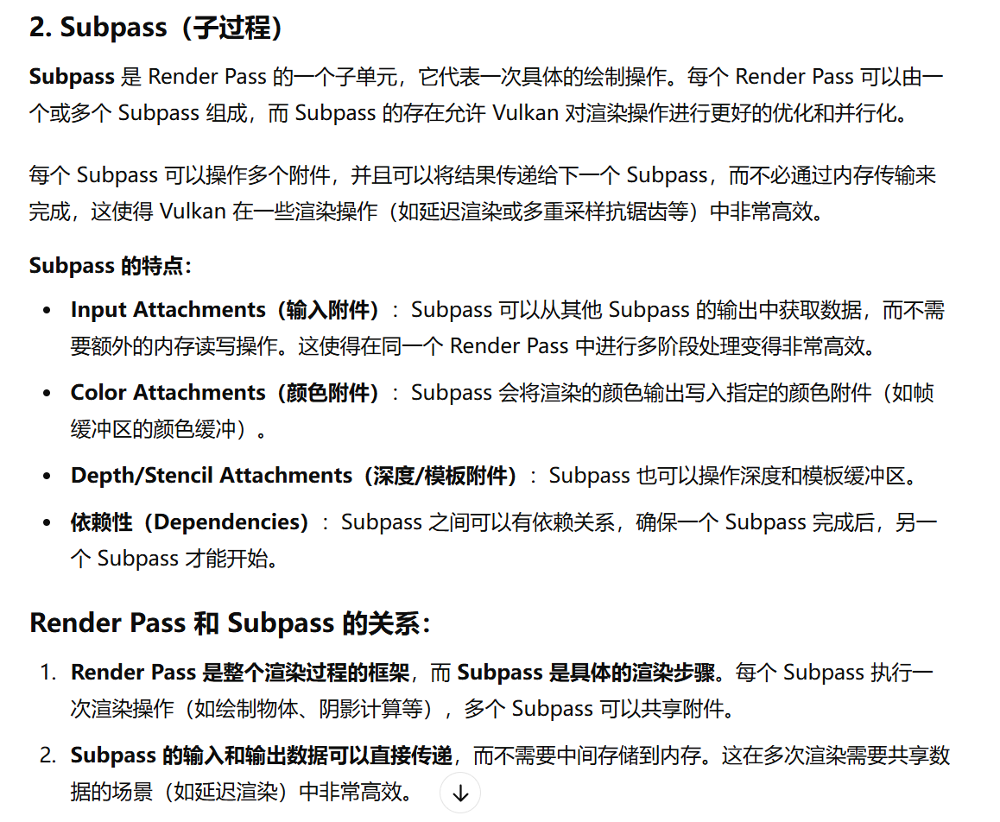 2. Subpass（子过程）
Subpass 是 Render Pass 的一个子单元，它代表一次具体的绘制操作。每个 Render Pass 可以由一
个或多个 Subpass 组成，而 Subpass 的存在允许 Vulkan 对渲染操作进行更好的优化和并行化。
每个 Subpass 可以操作多个附件，并且可以将结果传递给下一个 Subpass，而不必通过内存传输来
完成，这使得 Vulkan 在一些渲染操作（如延迟渲染或多重采样抗锯齿等）中非常高效。
Subpass 的特点：
• Input Attachments（输入附件）：Subpass 可以从其他 Subpass 的输出中获取数据，而不需
要额外的内存读写操作。这使得在同一个 Render Pass 中进行多阶段处理变得非常高效。
• Color Attachments（颜色附件）：Subpass 会将渲染的颜色输出写入指定的颜色附件（如帧
缓冲区的颜色缓冲）。
• Depth/Stencil Attachments（深度/模板附件）：Subpass 也可以操作深度和模板缓冲区。
• 依赖性（Dependencies）：Subpass 之间可以有依赖关系，确保一个 Subpass 完成后，另一
个 Subpass 才能开始。
Render Pass 和 Subpass 的关系：
1. Render Pass 是整个渲染过程的框架，而 Subpass 是具体的渲染步骤。每个 Subpass 执行一
次渲染操作（如绘制物体、阴影计算等），多个 Subpass 可以共享附件。
2. Subpass 的输入和输出数据可以直接传递，而不需要中间存储到内存。这在多次渲染需要共享数
据的场景（如延迟渲染）中非常高效。